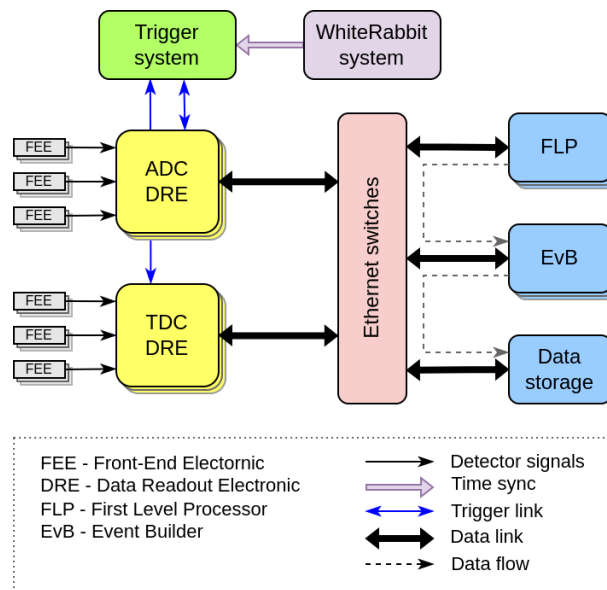 Trigger
system
WhiteRabbit
system
FEE
FEE
FEE
ADC
DRE
FEE
FEE
FEE
TDC
DRE
Ethernet switches
FLP
EvB
Data
storage
FEE - Front-End Electornic
DRE - Data Readout Electronic
FLP - First Level Processor
EvB - Event Builder
Detector signals
Time sync
Trigger link
Data link
Data flow